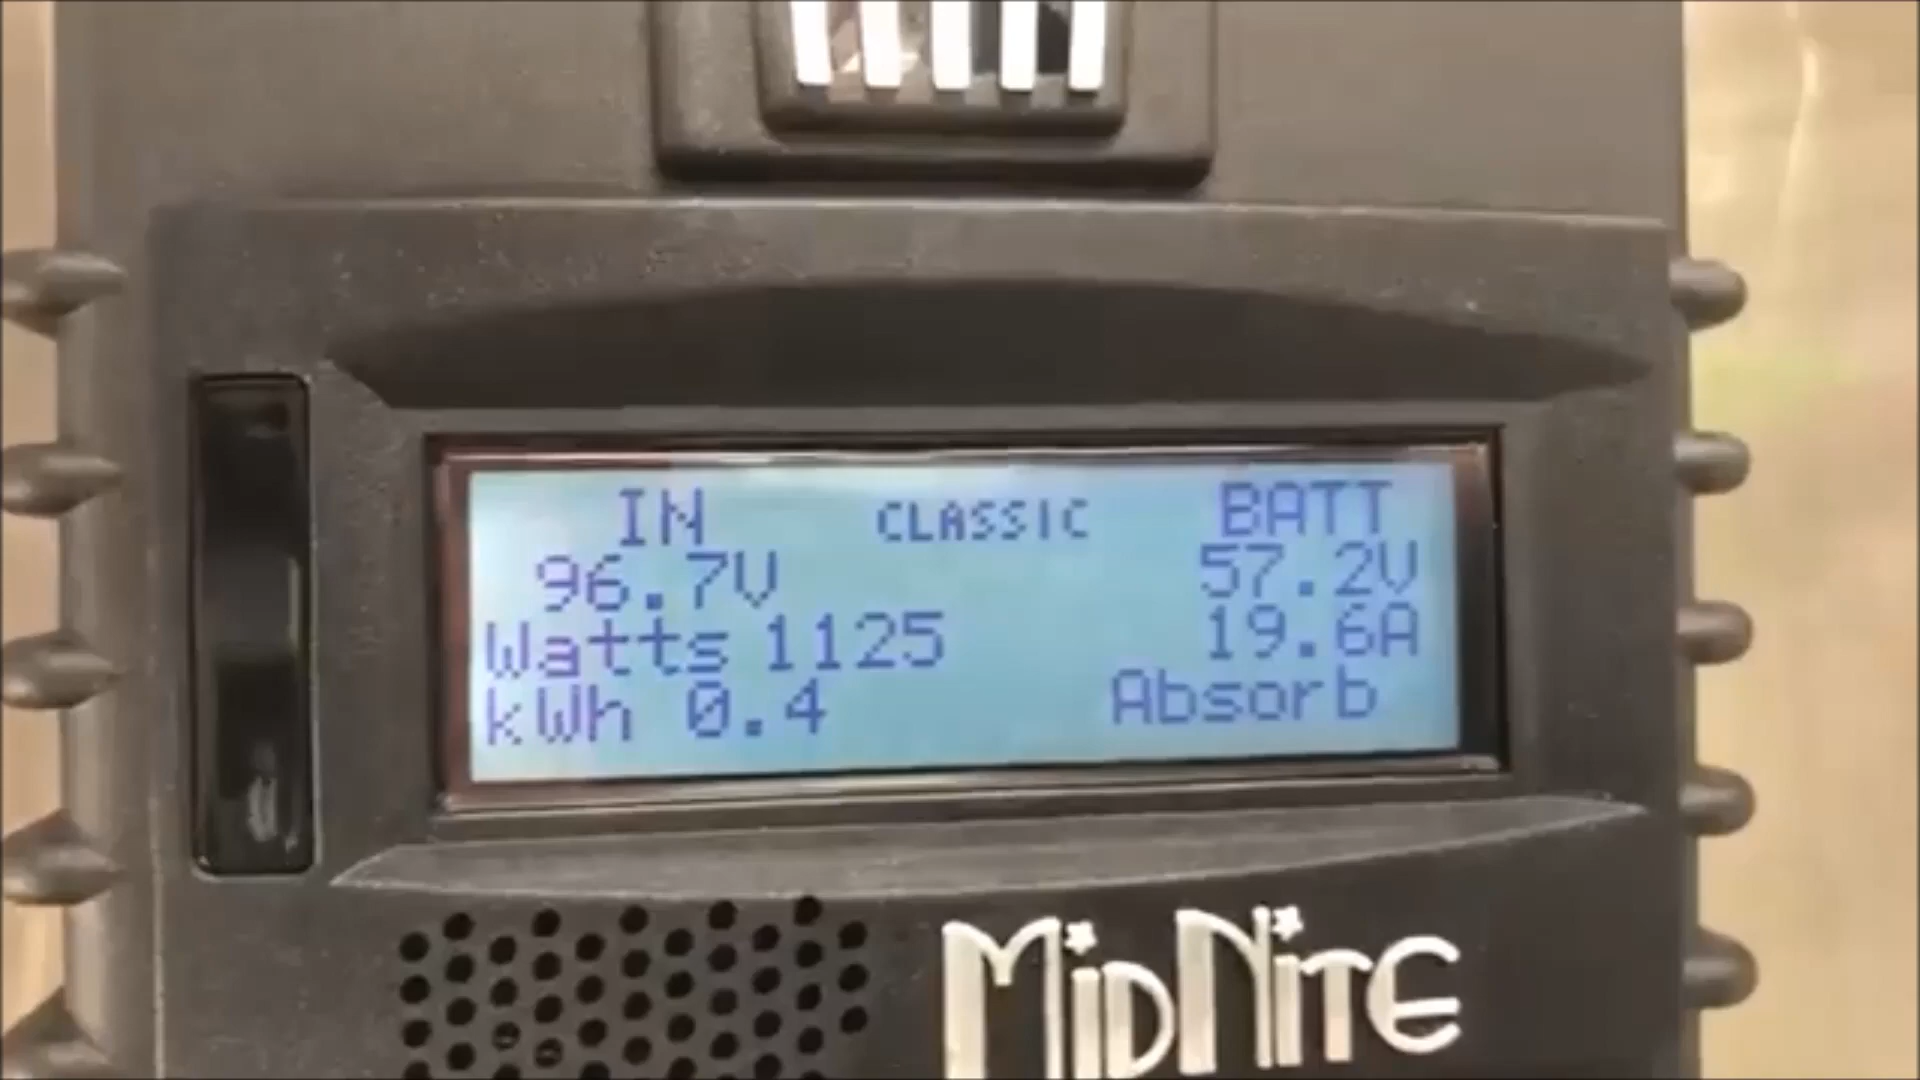 IN CLASSIC BATT
96.7V 57.2V
Watts 1125 19.6A
kWh 0.4 Absorb
MIDNITE